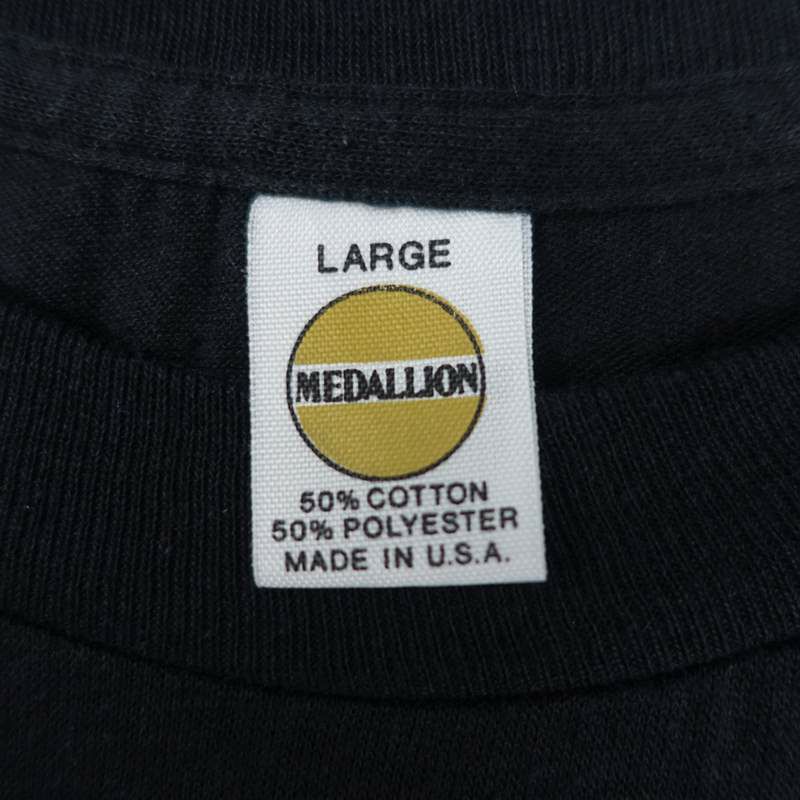 LARGE
MEDALLION
50% COTTON
50% POLYESTER
MADE IN U.S.A.